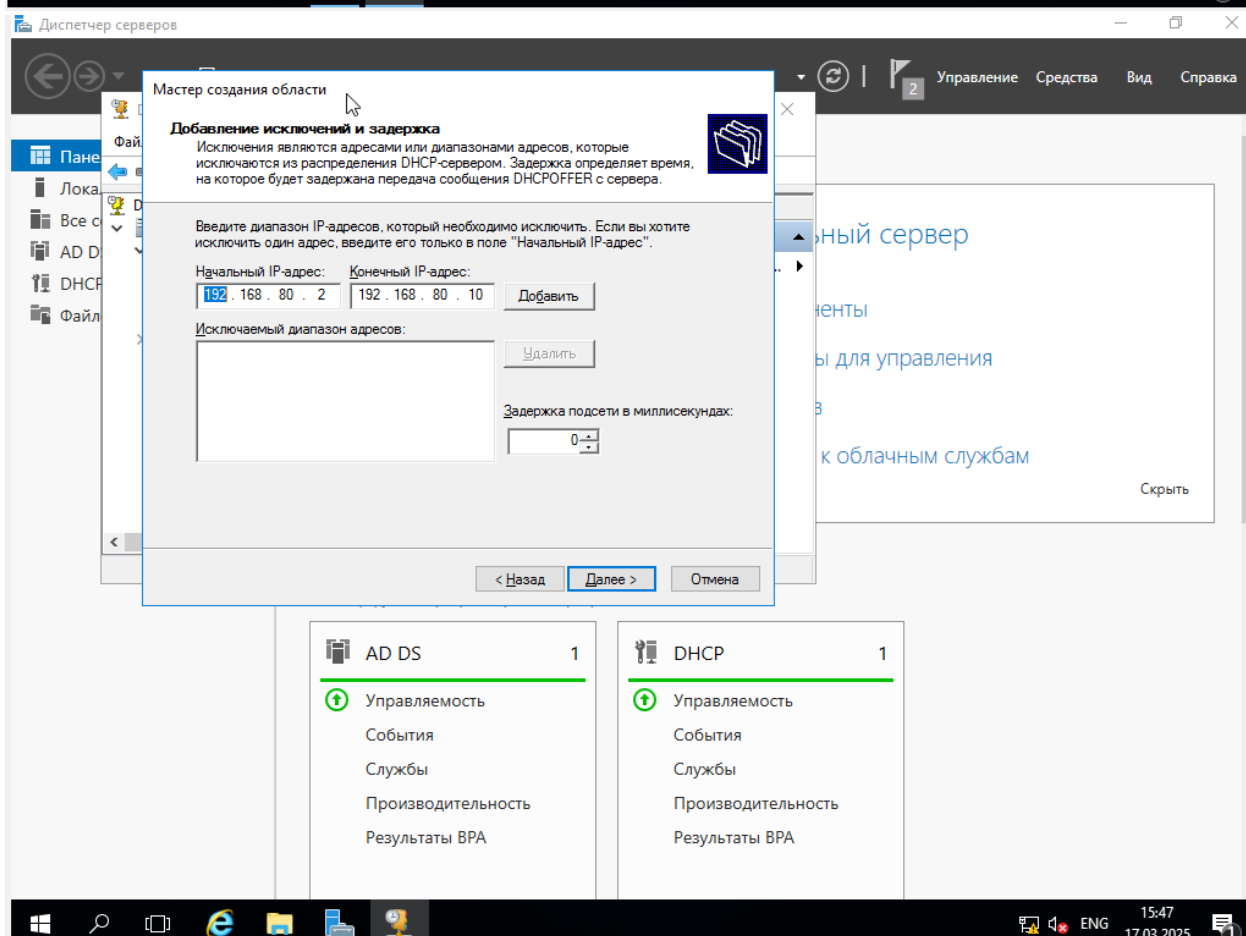 Диспетчер серверов
2 Управление Средства Вид Справка
Мастер создания области
Добавление исключений и задержка
Исключения являются адресами или диапазонами адресов, которые
исключаются из распределения DHCP-сервером. Задержка определяет время,
на которое будет задержана передача сообщения DHCPOFFER с сервера.
Введите диапазон IP-адресов, который необходимо исключить. Если вы хотите
исключить один адрес, введите его только в поле "Начальный IP-адрес".
Начальный IP-адрес: Конечный IP-адрес:
192 . 168 . 80 . 2 192 . 168 . 80 . 10 Добавить
Исключаемый диапазон адресов:
Удалить
Задержка подсети в миллисекундах:
0
< Назад Далее > Отмена
Фай
Пане
Лока
Все с
AD D
DHCP
Файл
ный сервер
ненты
ы для управления
в
к облачным службам
Скрыть
AD DS 1
Управляемость
События
Службы
Производительность
Результаты BPA
DHCP 1
Управляемость
События
Службы
Производительность
Результаты BPA
ENG 15:47
17.03.2025
1